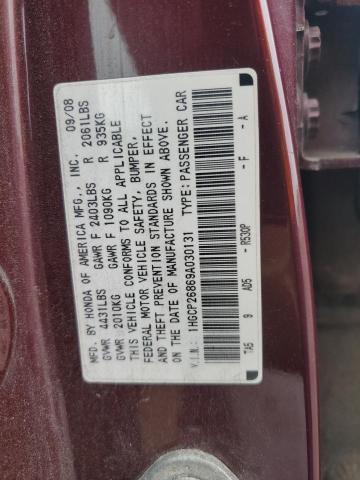 MFD. BY HONDA OF AMERICA MFG., INC. 09/08
GVWR 4431LBS GAWR F 2403LBS R 2061LBS
GVWR 2010KG GAWR F 1090KG R 935KG
THIS VEHICLE CONFORMS TO ALL APPLICABLE
FEDERAL MOTOR VEHICLE SAFETY, BUMPER,
AND THEFT PREVENTION STANDARDS IN EFFECT
ON THE DATE OF MANUFACTURE SHOWN ABOVE.
V.I.N.: 1HGCP26869A030131 TYPE: PASSENGER CAR
TA5 9 AD5 - R530P - F - A